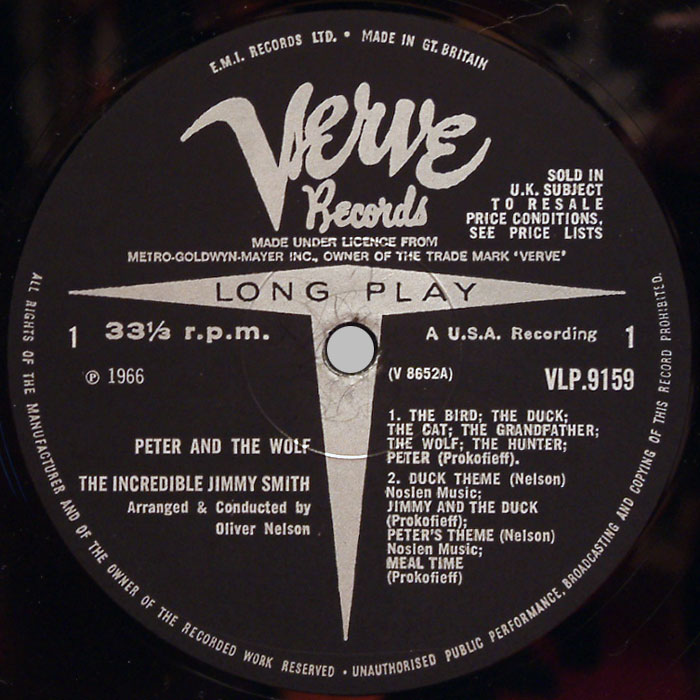 E.M.I. RECORDS LTD. • MADE IN GT. BRITAIN
Verve
Records
SOLD IN
U.K. SUBJECT
TO RESALE
PRICE CONDITIONS,
SEE PRICE LISTS
MADE UNDER LICENCE FROM
METRO-GOLDWYN-MAYER INC., OWNER OF THE TRADE MARK 'VERVE'
LONG PLAY
1 33⅓ r.p.m.
A U.S.A. Recording 1
℗ 1966
(V 8652A)
VLP.9159
PETER AND THE WOLF
THE INCREDIBLE JIMMY SMITH
Arranged & Conducted by
Oliver Nelson
1. THE BIRD; THE DUCK;
THE CAT; THE GRANDFATHER;
THE WOLF; THE HUNTER;
PETER (Prokofieff).
2. DUCK THEME (Nelson)
Noslen Music;
JIMMY AND THE DUCK
(Prokofieff);
PETER'S THEME (Nelson)
Noslen Music;
MEAL TIME
(Prokofieff)
ALL RIGHTS OF THE MANUFACTURER AND OF THE OWNER OF THE RECORDED WORK RESERVED • UNAUTHORISED PUBLIC PERFORMANCE, BROADCASTING AND COPYING OF THIS RECORD PROHIBITED.